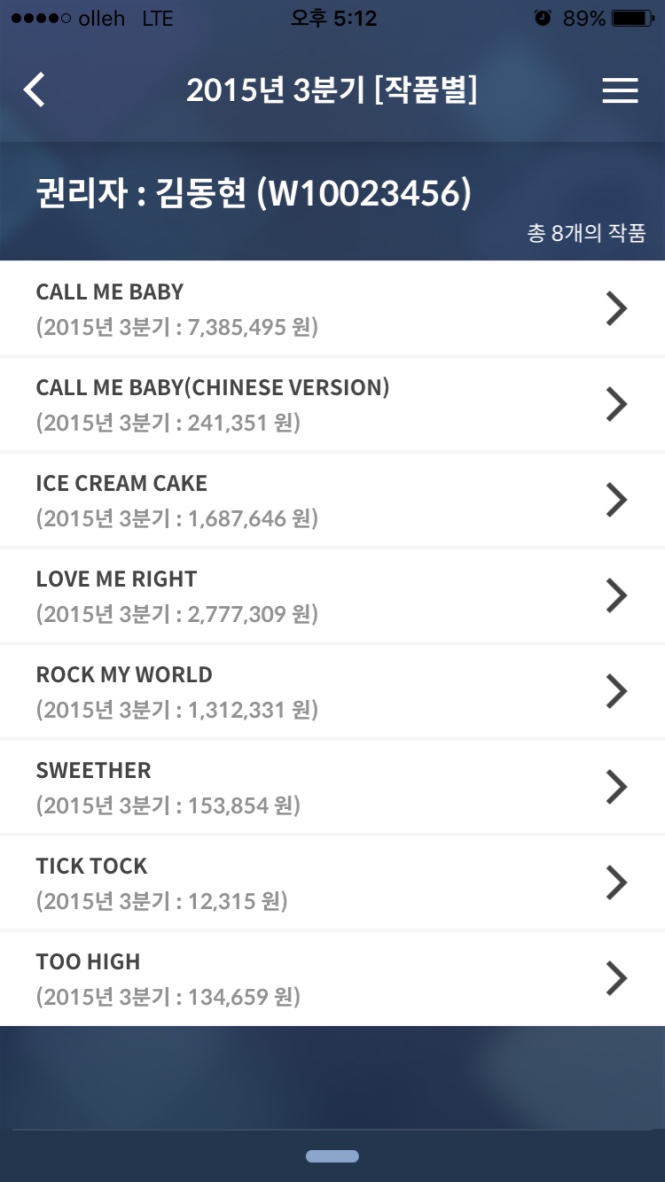 olleh LTE 오후 5:12 89%
2015년 3분기 [작품별]
권리자 : 김동현 (W10023456)
총 8개의 작품
CALL ME BABY
(2015년 3분기 : 7,385,495 원)
CALL ME BABY(CHINESE VERSION)
(2015년 3분기 : 241,351 원)
ICE CREAM CAKE
(2015년 3분기 : 1,687,646 원)
LOVE ME RIGHT
(2015년 3분기 : 2,777,309 원)
ROCK MY WORLD
(2015년 3분기 : 1,312,331 원)
SWEETHER
(2015년 3분기 : 153,854 원)
TICK TOCK
(2015년 3분기 : 12,315 원)
TOO HIGH
(2015년 3분기 : 134,659 원)